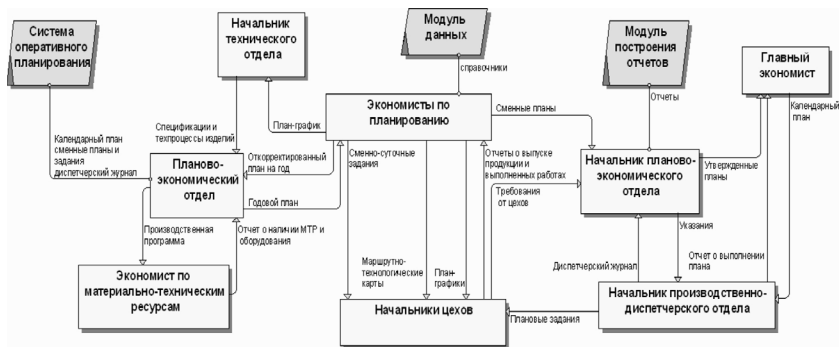 Система
оперативного
планирования
Начальник
технического
отдела
Модуль
данных
Модуль
построения
отчетов
Главный
экономист
справочники
Экономисты по
планированию
Сменные планы
Отчеты
Календарный
план
План-график
Спецификации и
техпроцессы изделий
Календарный план
сменные планы и
задания
диспетчерский журнал
Планово-
экономический
отдел
Откорректированный
план на год
Сменно-суточные
задания
Отчеты о выпуске
продукции и
выполненных работах
Начальник планово-
экономического
отдела
Утвержденные
планы
Требования
от цехов
Годовой план
Производственная
программа
Отчет о наличии МТР и
оборудования
Указания
Отчет о выполнении
плана
Диспетчерский журнал
Маршрутно-
технологические
карты
План-
графики
Экономист по
материально-техническим
ресурсам
Начальники цехов
Плановые задания
Начальник производственно-
диспетчерского отдела